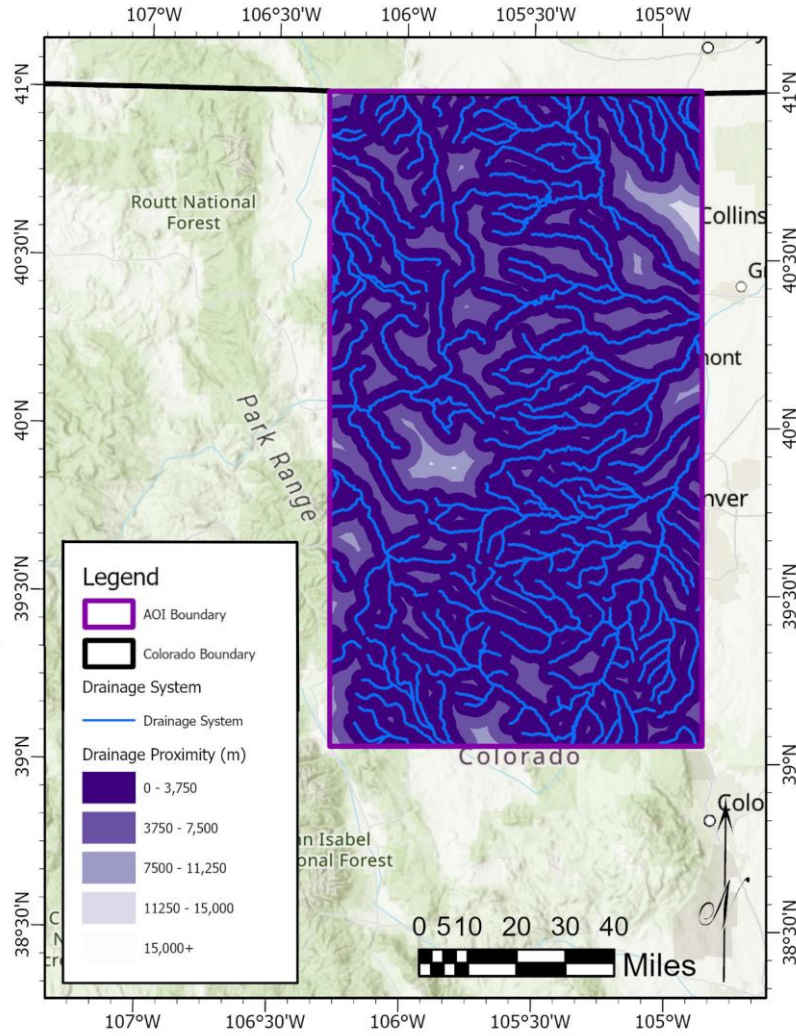 107°W 106°30'W 106°W 105°30'W 105°W
41°N
41°N
Routt National
Forest
Collins
40°30'N
40°30'N
G
mont
40°N
40°N
Park Range
nver
39°30'N
39°30'N
Legend
AOI Boundary
Colorado Boundary
Drainage System
Drainage System
Drainage Proximity (m)
0 - 3,750
3750 - 7,500
7500 - 11,250
11250 - 15,000
15,000+
39°N
39°N
Colorado
Colo
an Isabel
onal Forest
38°30'N
38°30'N
C
N
cre
N
0 5 10 20 30 40
Miles
107°W 106°30'W 106°W 105°30'W 105°W